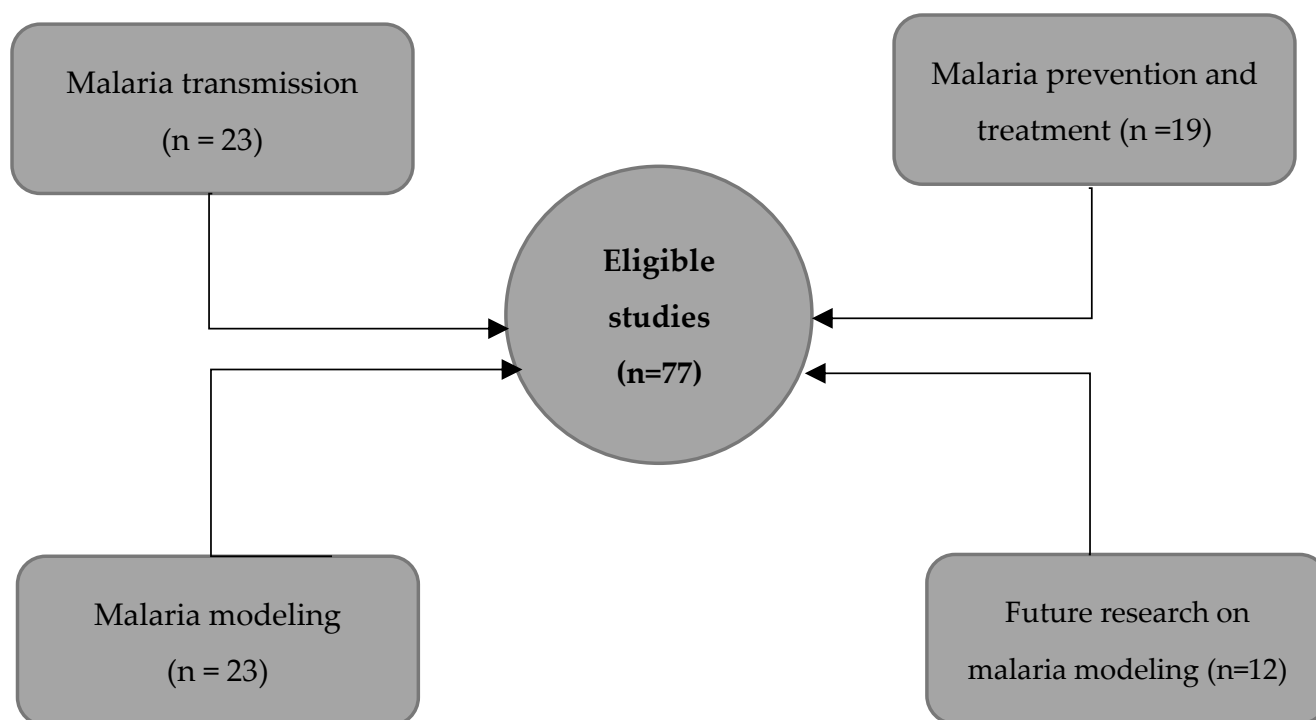 Malaria transmission
(n = 23)
Malaria prevention and
treatment (n =19)
Eligible
studies
(n=77)
Malaria modeling
(n = 23)
Future research on
malaria modeling (n=12)